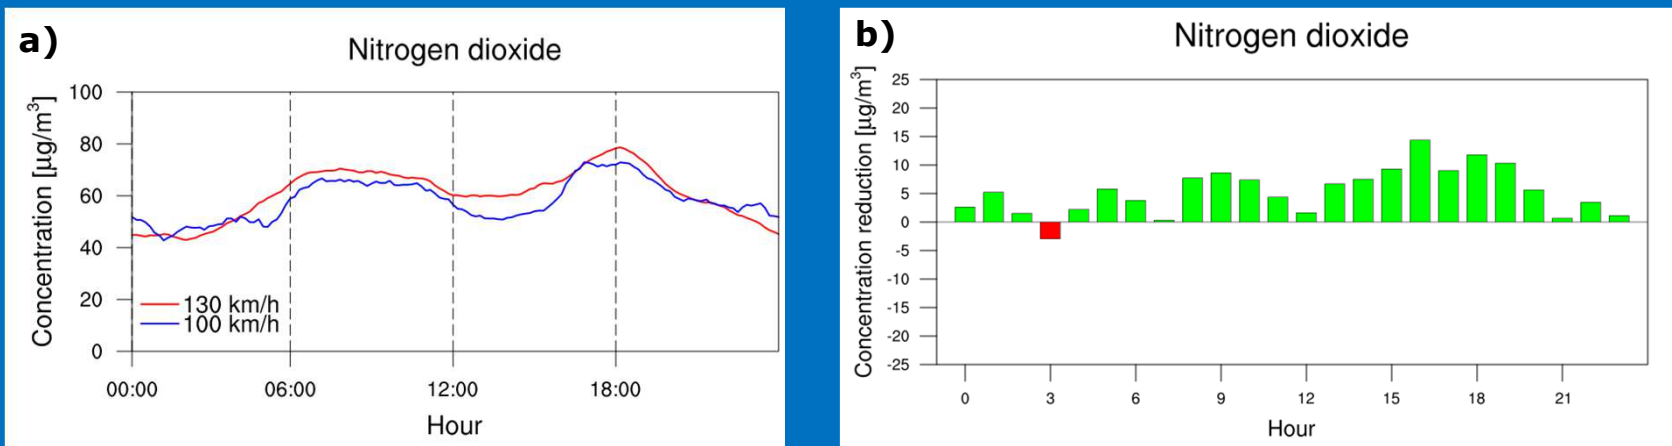 a)
Nitrogen dioxide
Concentration [µg/m³]
100
80
60
40
20
0
130 km/h
100 km/h
00:00 06:00 12:00 18:00
Hour
b)
Nitrogen dioxide
Concentration reduction [µg/m³]
25
20
15
10
5
0
-5
-10
-15
-20
-25
0 3 6 9 12 15 18 21
Hour